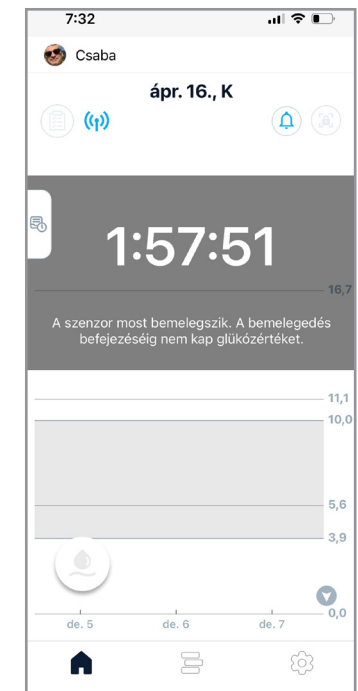 7:32
Csaba
ápr. 16., K
1:57:51
16,7
A szenzor most bemelegszik. A bemelegedés
befejezéséig nem kap glükózértéket.
11,1
10,0
5,6
3,9
0,0
de. 5 de. 6 de. 7